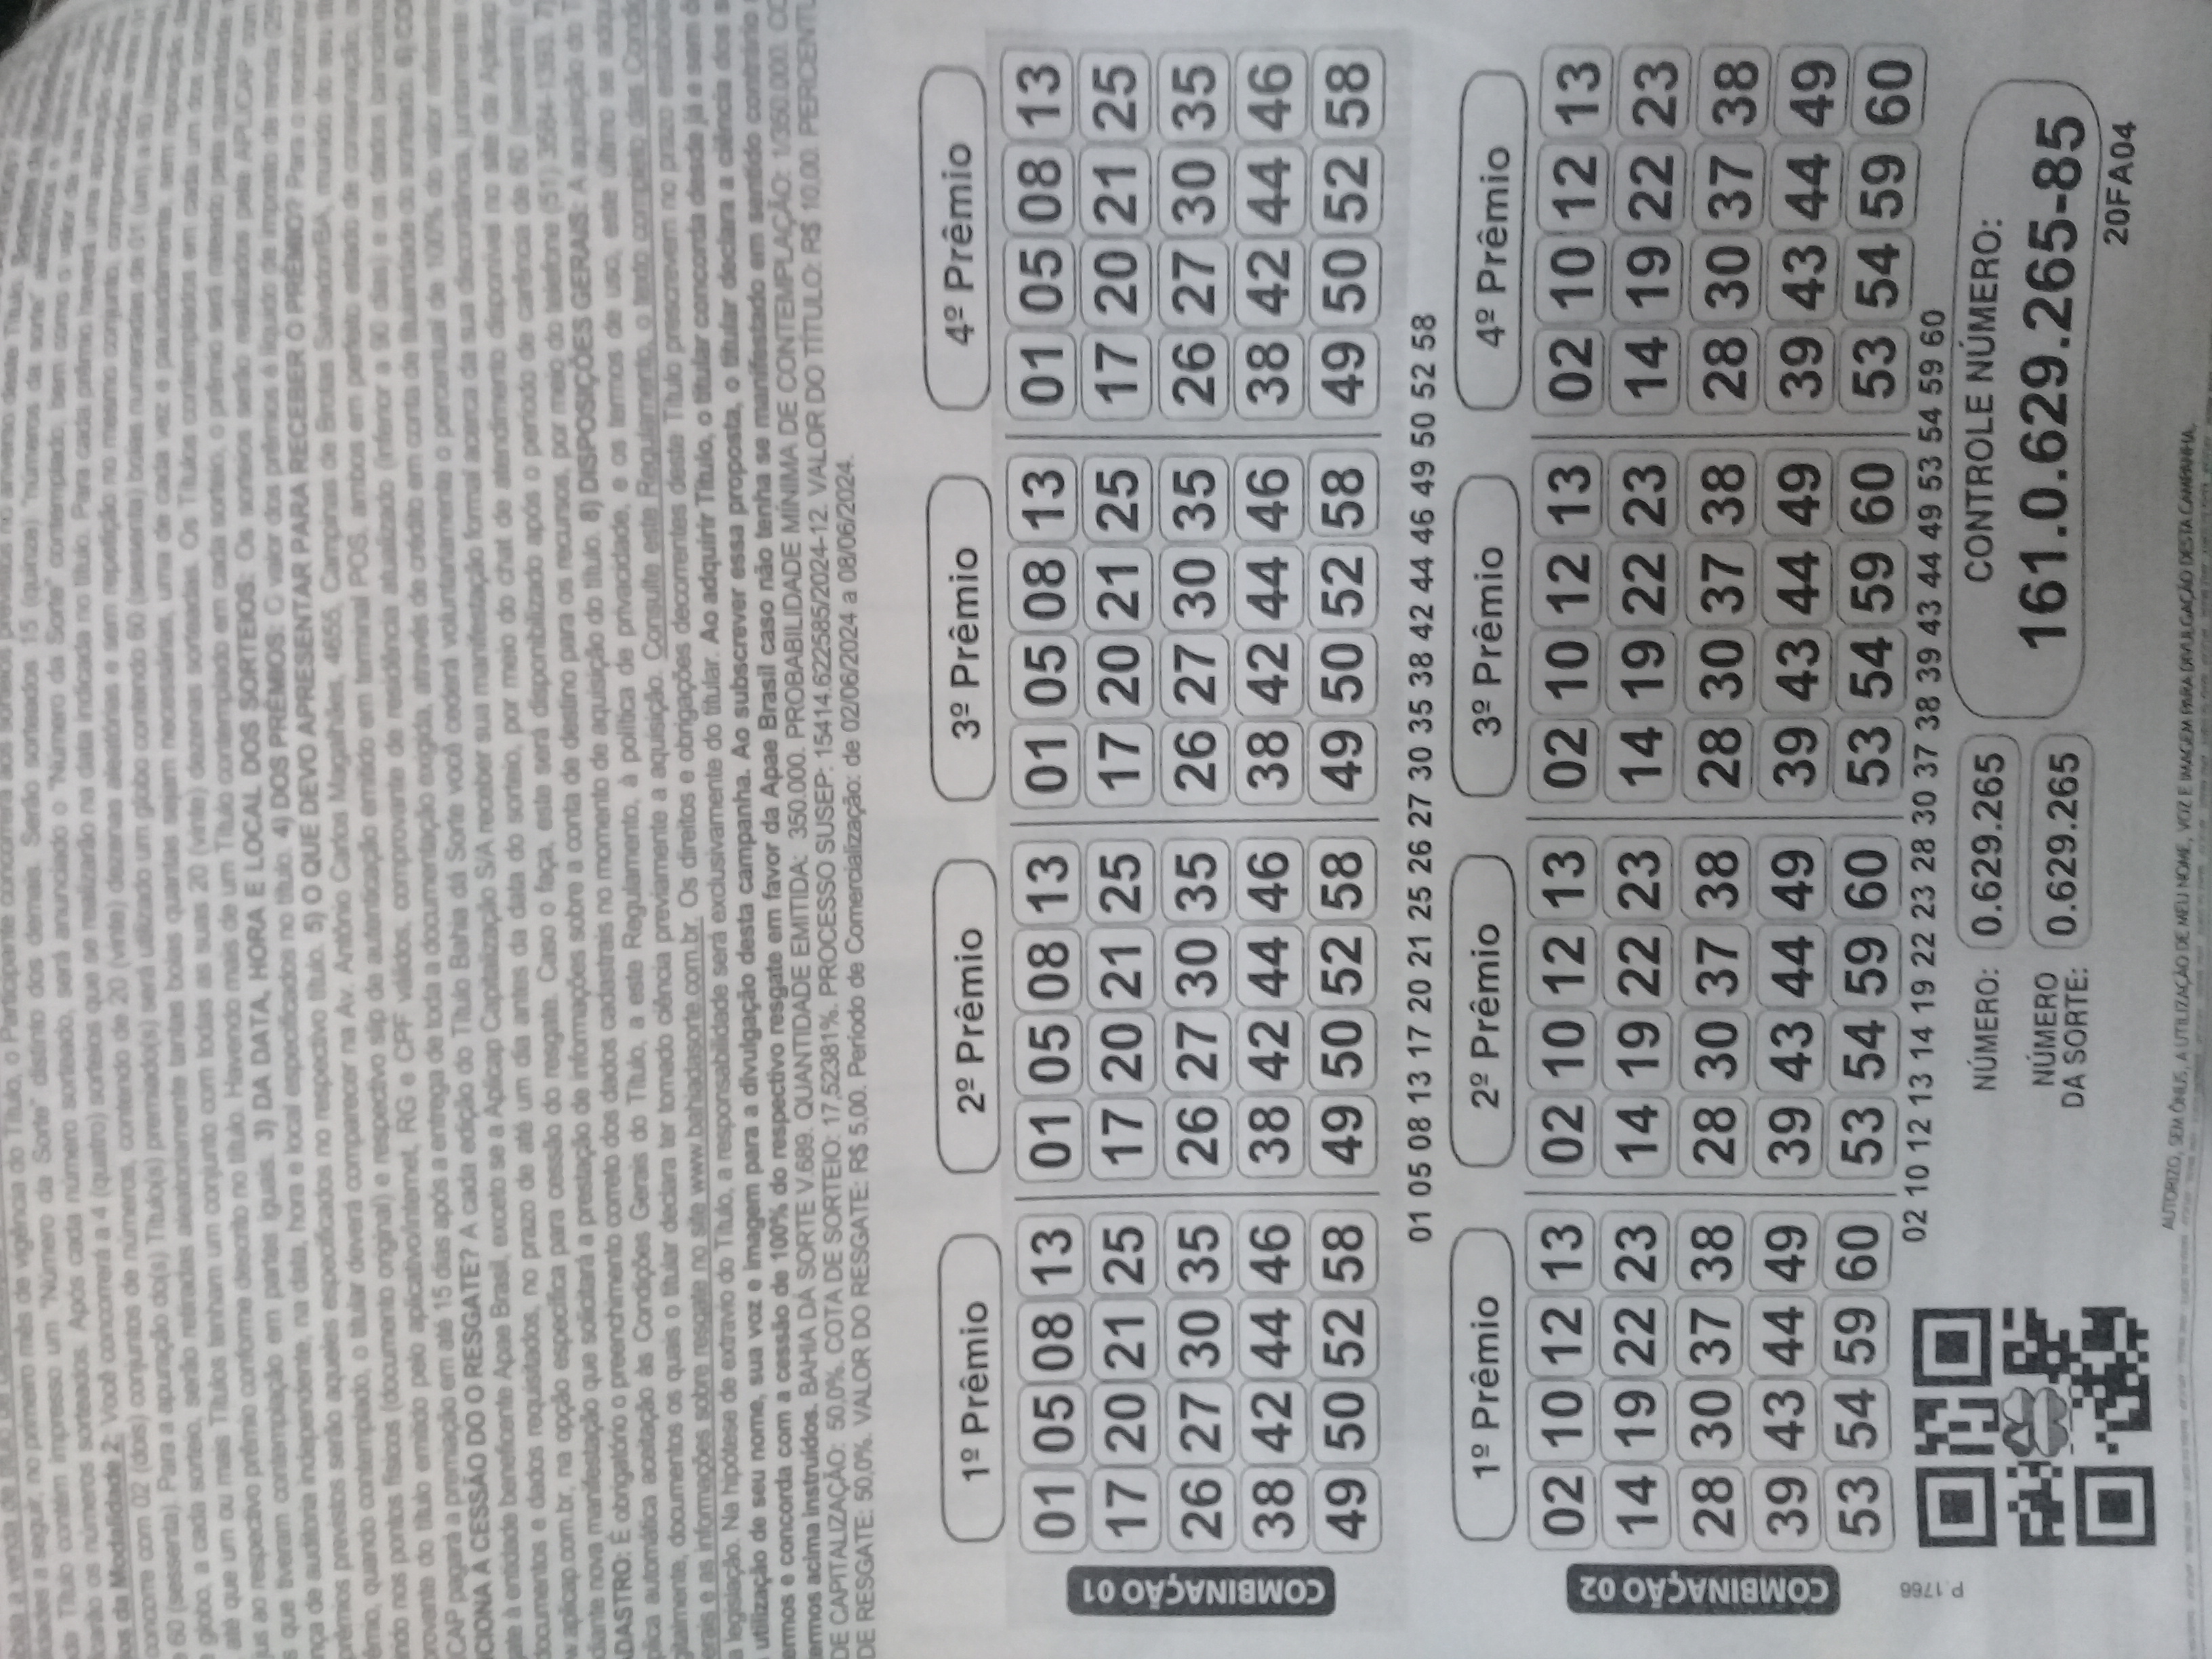 idades a seguir, no primeiro mês de vigência do Título, o Participante concorrerá aos sorteios previstos no anverso deste Título.
de Título contém impresso um "Número da Sorte" distinto dos demais. Serão sorteados 15 (quinze) "números da sorte" aleatórios e
carão os números sorteados. Após cada número sorteado, será anunciado o "Número da Sorte" contemplado, bem como o valor de sua
ios da Modalidade 2: Você concorrerá a 4 (quatro) sorteios que se realizarão na data indicada no título. Para cada prêmio haverá uma apuração
concorre com 02 (dois) conjuntos de números, contendo de 20 (vinte) dezenas aleatórias e sem repetição no mesmo conjunto, compreendidas entre
e 60 (sessenta). Para a apuração do(s) Título(s) premiado(s) será utilizado um globo contendo 60 (sessenta) bolas numeradas de 01 (um) a 60
globo, a cada sorteio, serão retiradas aleatoriamente tantas bolas quantas sejam necessárias, uma de cada vez e pausadamente, sem reposição
até que um ou mais Títulos tenham um conjunto com todas as suas 20 (vinte) dezenas sorteadas. Os Títulos contemplados em cada um dos
jus ao respectivo prêmio conforme descrito no título. Havendo mais de um Título contemplado em cada sorteio, o prêmio será rateado pela quantidade
s que tiveram contemplação em partes iguais. 3) DA DATA, HORA E LOCAL DOS SORTEIOS: Os sorteios serão realizados pela APLICAP com
nça de auditoria independente, na data, hora e local especificados no título. 4) DOS PRÊMIOS: O valor dos prêmios é líquido de imposto de renda (25
prêmios previstos serão aqueles especificados no respectivo título. 5) O QUE DEVO APRESENTAR PARA RECEBER O PRÊMIO? Para o
êmio, quando contemplado, o titular deverá comparecer na Av. Antônio Carlos Magalhães, 4655, Campinas de Brotas Salvador/BA, munido do seu
indo nos pontos físicos (documento original) e respectivo slip de autenticação emitido em terminal POS, ambos em perfeito estado de conservação,
provante do título emitido pelo aplicativo/internet, RG e CPF válidos, comprovante de residência atualizado (inferior a 90 dias) e os dados bancários
ICAP pagará a premiação em até 15 dias após a entrega de toda a documentação exigida, através de crédito em conta de titularidade do sorteado. 6) CO
CIONA A CESSÃO DO O RESGATE? A cada edição do Título Bahia dá Sorte você cederá voluntariamente o percentual de 100% do valor referente
gate à entidade beneficente Apae Brasil, exceto se a Aplicap Capitalização S/A receber sua manifestação formal acerca da sua discordância, juntamente
documentos e dados requisitados, no prazo de até um dia antes da data do sorteio, por meio do chat de atendimento disponível no site da Aplicap
w.aplicap.com.br, na opção específica para cessão do resgate. Caso o faça, este será disponibilizado após o período de carência de 60 (sessenta)
diante nova manifestação que solicitará a prestação de informações sobre a conta de destino para os recursos, por meio do telefone (51) 3584-1393. 7)
DASTRO: É obrigatório o preenchimento correto dos dados cadastrais no momento de aquisição do título. 8) DISPOSIÇÕES GERAIS: A aquisição do T
plica automática aceitação às Condições Gerais do Título, a este Regulamento, à política de privacidade, e os termos de uso, este último se adqu
gitalmente, documentos os quais o titular declara ter tomado ciência previamente a aquisição. Consulte este Regulamento, o texto completo das Condi
erais e as informações sobre resgate no site www.bahiadasorte.com.br. Os direitos e obrigações decorrentes deste Título prescrevem no prazo estabele
a legislação. Na hipótese de extravio do Título, a responsabilidade será exclusivamente do titular. Ao adquirir Título, o titular concorda desde já e sem ô
utilização de seu nome, sua voz e imagem para a divulgação desta campanha. Ao subscrever essa proposta, o titular declara a ciência dos
ermos e concorda com a cessão de 100% do respectivo resgate em favor da Apae Brasil caso não tenha se manifestado em sentido contrário
ermos acima instruídos. BAHIA DÁ SORTE V.689. QUANTIDADE EMITIDA: 350.000. PROBABILIDADE MÍNIMA DE CONTEMPLAÇÃO: 1/350.000. CO
DE CAPITALIZAÇÃO: 50,0%. COTA DE SORTEIO: 17,52381%. PROCESSO SUSEP: 15414.622585/2024-12. VALOR DO TÍTULO: R$ 10,00. PERCENTU
DE RESGATE: 50,0%. VALOR DO RESGATE: R$ 5,00. Período de Comercialização: de 02/06/2024 a 08/06/2024.
1º Prêmio 2º Prêmio 3º Prêmio 4º Prêmio
COMBINAÇÃO 01
01 05 08 13 01 05 08 13 01 05 08 13 01 05 08 13
17 20 21 25 17 20 21 25 17 20 21 25 17 20 21 25
26 27 30 35 26 27 30 35 26 27 30 35 26 27 30 35
38 42 44 46 38 42 44 46 38 42 44 46 38 42 44 46
49 50 52 58 49 50 52 58 49 50 52 58 49 50 52 58
01 05 08 13 17 20 21 25 26 27 30 35 38 42 44 46 49 50 52 58
1º Prêmio 2º Prêmio 3º Prêmio 4º Prêmio
COMBINAÇÃO 02
02 10 12 13 02 10 12 13 02 10 12 13 02 10 12 13
14 19 22 23 14 19 22 23 14 19 22 23 14 19 22 23
28 30 37 38 28 30 37 38 28 30 37 38 28 30 37 38
39 43 44 49 39 43 44 49 39 43 44 49 39 43 44 49
53 54 59 60 53 54 59 60 53 54 59 60 53 54 59 60
02 10 12 13 14 19 22 23 28 30 37 38 39 43 44 49 53 54 59 60
P.1766
NÚMERO: 0.629.265
NÚMERO
DA SORTE: 0.629.265
CONTROLE NÚMERO:
161.0.629.265-85
20FA04
AUTORIZO, SEM ÔNUS, A UTILIZAÇÃO DE MEU NOME, VOZ E IMAGEM PARA DIVULGAÇÃO DESTA CAMPANHA.